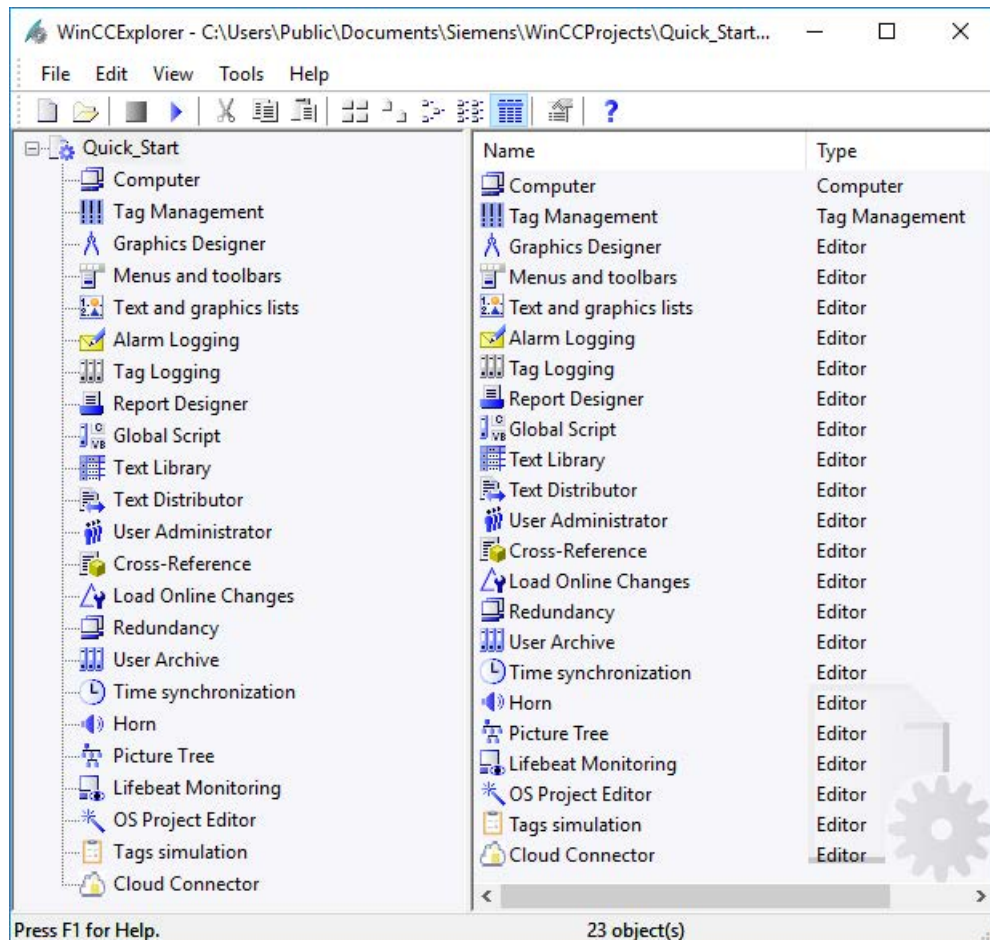 WinCCExplorer - C:\Users\Public\Documents\Siemens\WinCCProjects\Quick_Start...
File Edit View Tools Help
Quick_Start
Computer
Tag Management
Graphics Designer
Menus and toolbars
Text and graphics lists
Alarm Logging
Tag Logging
Report Designer
Global Script
Text Library
Text Distributor
User Administrator
Cross-Reference
Load Online Changes
Redundancy
User Archive
Time synchronization
Horn
Picture Tree
Lifebeat Monitoring
OS Project Editor
Tags simulation
Cloud Connector
Name Type
Computer Computer
Tag Management Tag Management
Graphics Designer Editor
Menus and toolbars Editor
Text and graphics lists Editor
Alarm Logging Editor
Tag Logging Editor
Report Designer Editor
Global Script Editor
Text Library Editor
Text Distributor Editor
User Administrator Editor
Cross-Reference Editor
Load Online Changes Editor
Redundancy Editor
User Archive Editor
Time synchronization Editor
Horn Editor
Picture Tree Editor
Lifebeat Monitoring Editor
OS Project Editor Editor
Tags simulation Editor
Cloud Connector Editor
Press F1 for Help. 23 object(s)